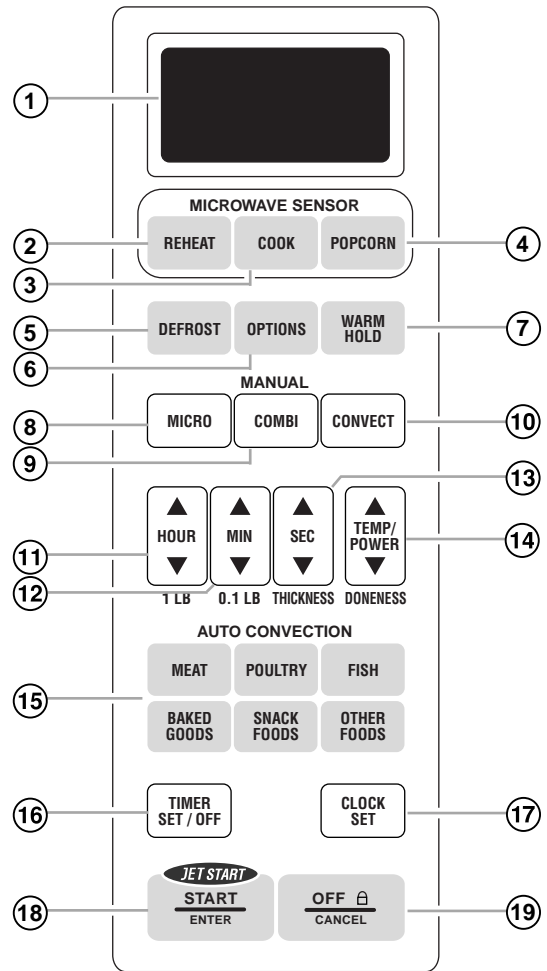 1
MICROWAVE SENSOR
2 REHEAT COOK POPCORN 4
3
5 DEFROST OPTIONS WARM HOLD 7
6
MANUAL
8 MICRO COMBI CONVECT 10
9
13
HOUR MIN SEC TEMP/
POWER
11 14
12
1 LB 0.1 LB THICKNESS DONENESS
AUTO CONVECTION
MEAT POULTRY FISH
15
BAKED GOODS SNACK FOODS OTHER FOODS
16 TIMER SET / OFF CLOCK SET 17
JET START
18 START OFF 19
ENTER CANCEL